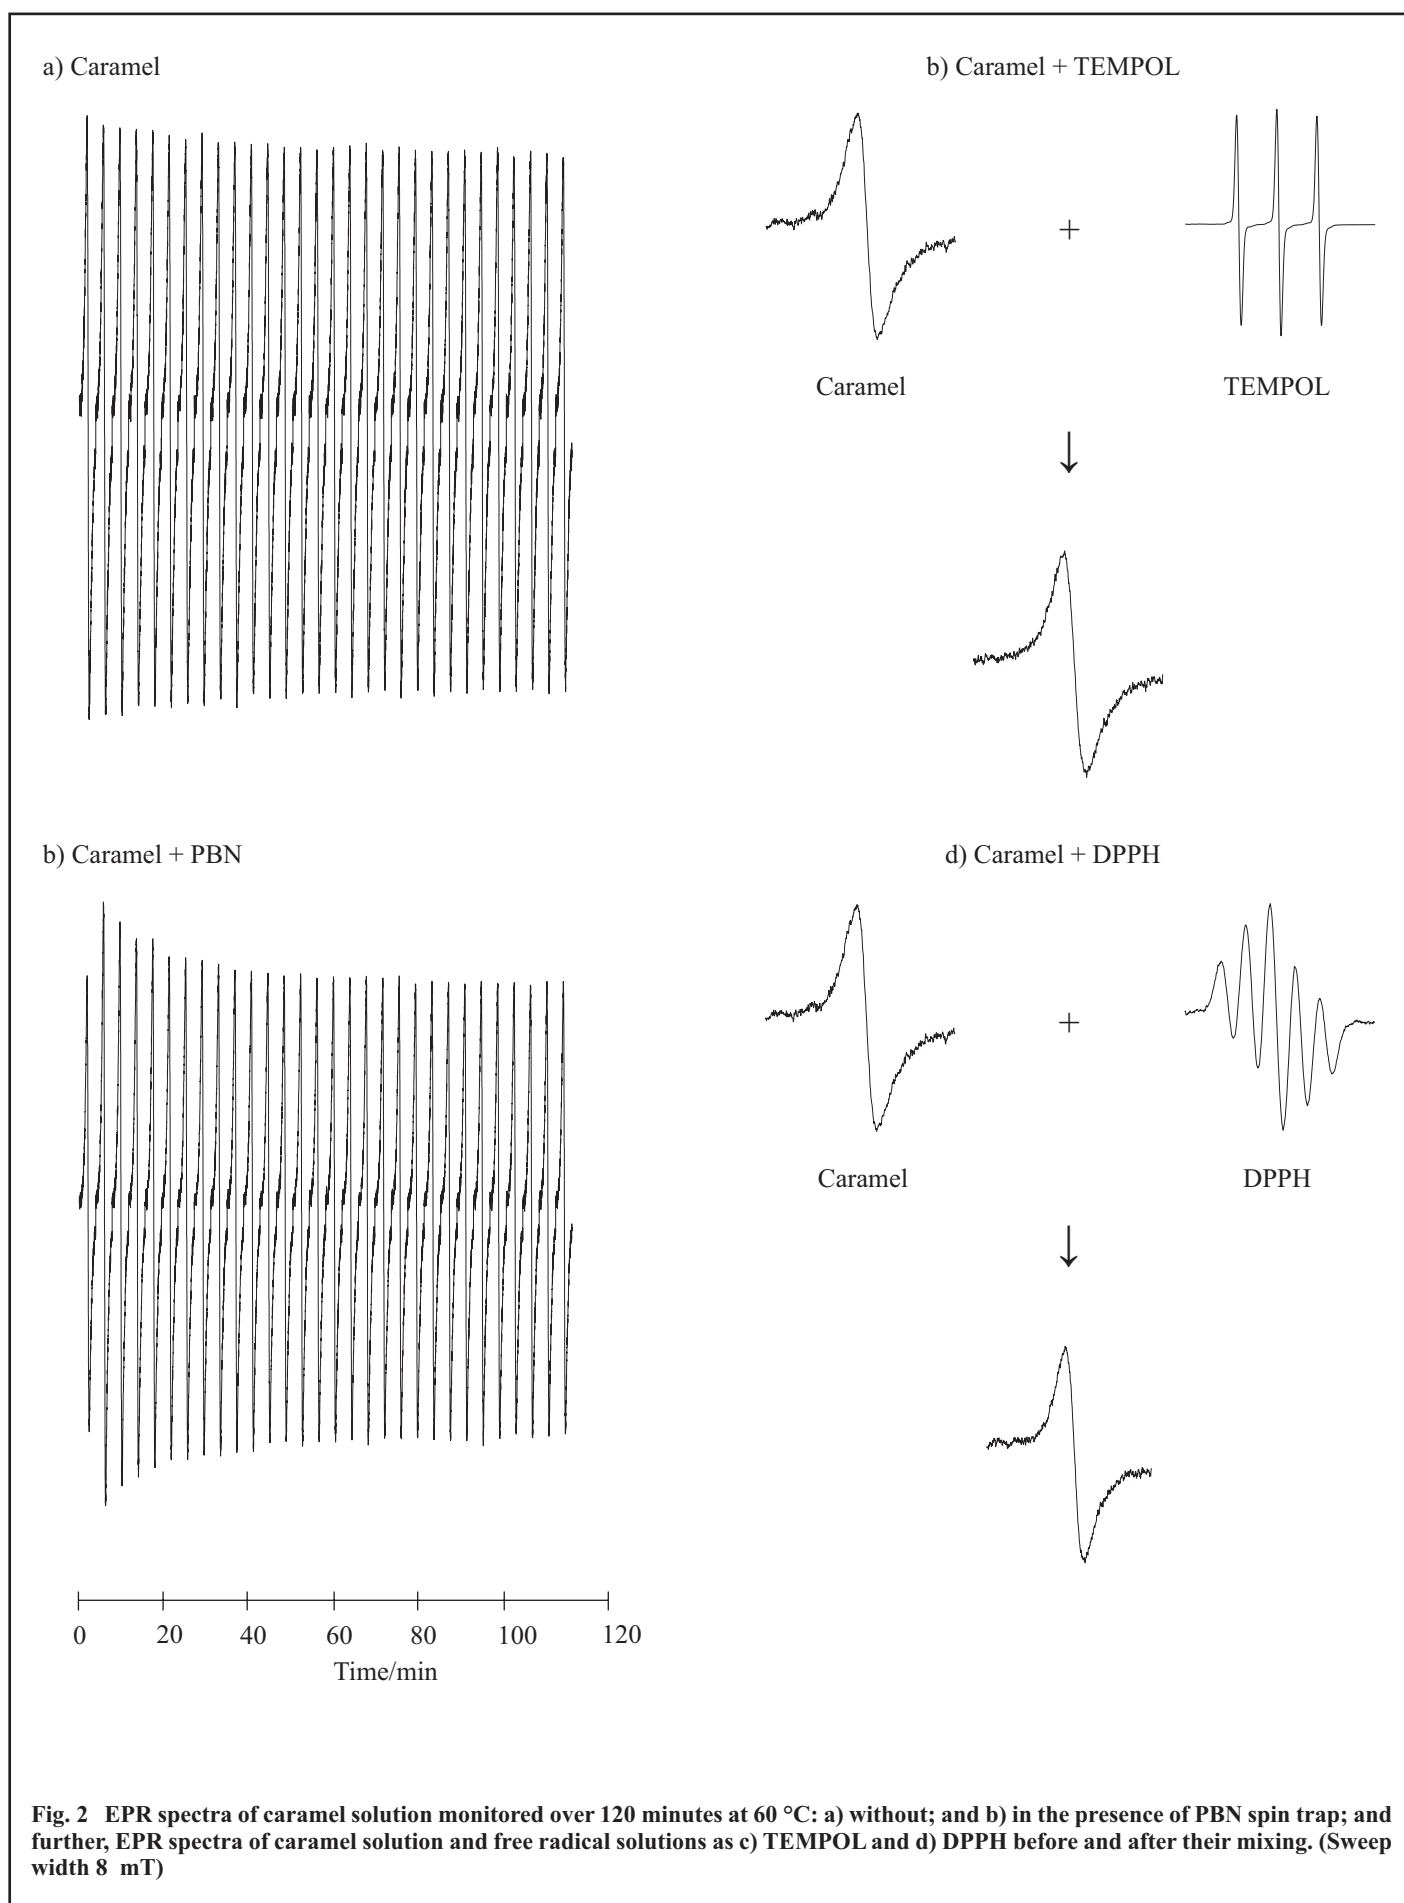 a) Caramel
b) Caramel + TEMPOL
+
Caramel
TEMPOL
b) Caramel + PBN
d) Caramel + DPPH
+
Caramel
DPPH
0 20 40 60 80 100 120
Time/min
Fig. 2 EPR spectra of caramel solution monitored over 120 minutes at 60 °C: a) without; and b) in the presence of PBN spin trap; and
further, EPR spectra of caramel solution and free radical solutions as c) TEMPOL and d) DPPH before and after their mixing. (Sweep
width 8 mT)